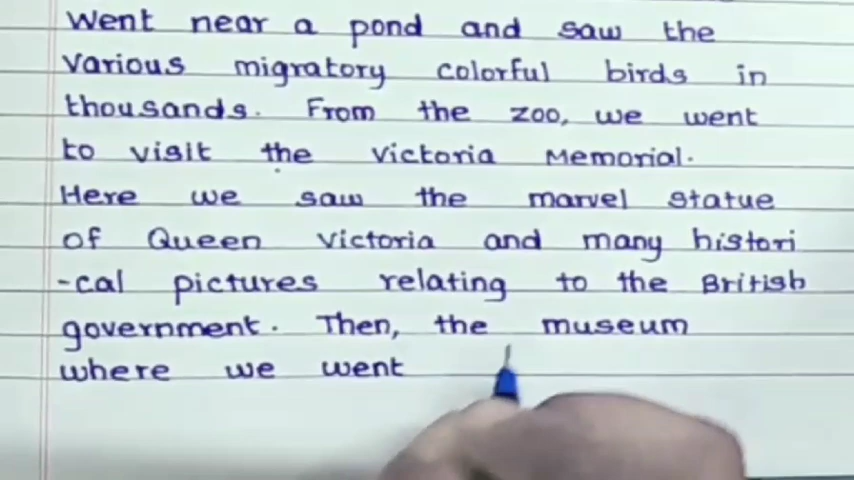 Went near a pond and saw the
various migratory colorful birds in
thousands. From the zoo, we went
to visit the Victoria Memorial.
Here we saw the marvel statue
of Queen Victoria and many histori
-cal pictures relating to the British
government. Then, the museum
where we went